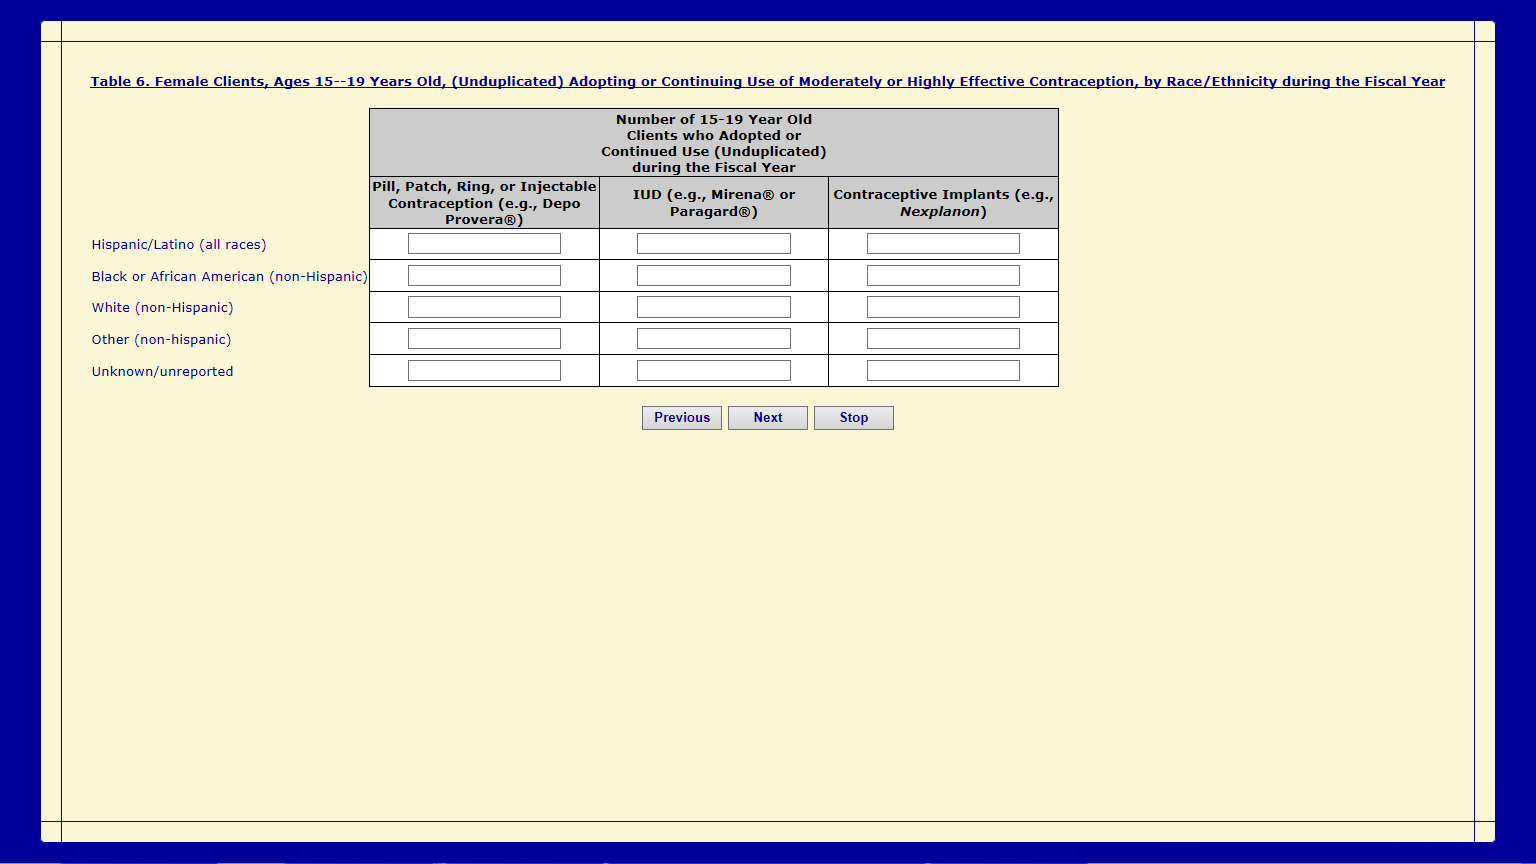 Table 6. Female Clients, Ages 15--19 Years Old, (Unduplicated) Adopting or Continuing Use of Moderately or Highly Effective Contraception, by Race/Ethnicity during the Fiscal Year
Number of 15-19 Year Old
Clients who Adopted or
Continued Use (Unduplicated)
during the Fiscal Year
Pill, Patch, Ring, or Injectable
Contraception (e.g., Depo
Provera®)
IUD (e.g., Mirena® or
Paragard®)
Contraceptive Implants (e.g.,
Nexplanon)
Hispanic/Latino (all races)
Black or African American (non-Hispanic)
White (non-Hispanic)
Other (non-hispanic)
Unknown/unreported
Previous Next Stop